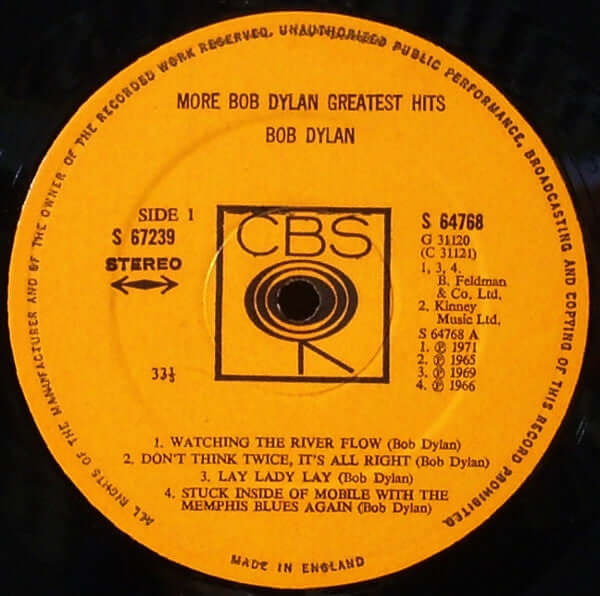 ALL RIGHTS OF THE MANUFACTURER AND OF THE OWNER OF THE RECORDED WORK RESERVED. UNAUTHORISED PUBLIC PERFORMANCE, BROADCASTING AND COPYING OF THIS RECORD PROHIBITED.
MORE BOB DYLAN GREATEST HITS
BOB DYLAN
SIDE 1
S 67239
STEREO
33⅓
CBS
S 64768
G 31120
(C 31121)
1, 3, 4.
B. Feldman
& Co. Ltd.
2. Kinney
Music Ltd.
S 64768 A
1. ℗ 1971
2. ℗ 1965
3. ℗ 1969
4. ℗ 1966
1. WATCHING THE RIVER FLOW (Bob Dylan)
2. DON'T THINK TWICE, IT'S ALL RIGHT (Bob Dylan)
3. LAY LADY LAY (Bob Dylan)
4. STUCK INSIDE OF MOBILE WITH THE
MEMPHIS BLUES AGAIN (Bob Dylan)
MADE IN ENGLAND